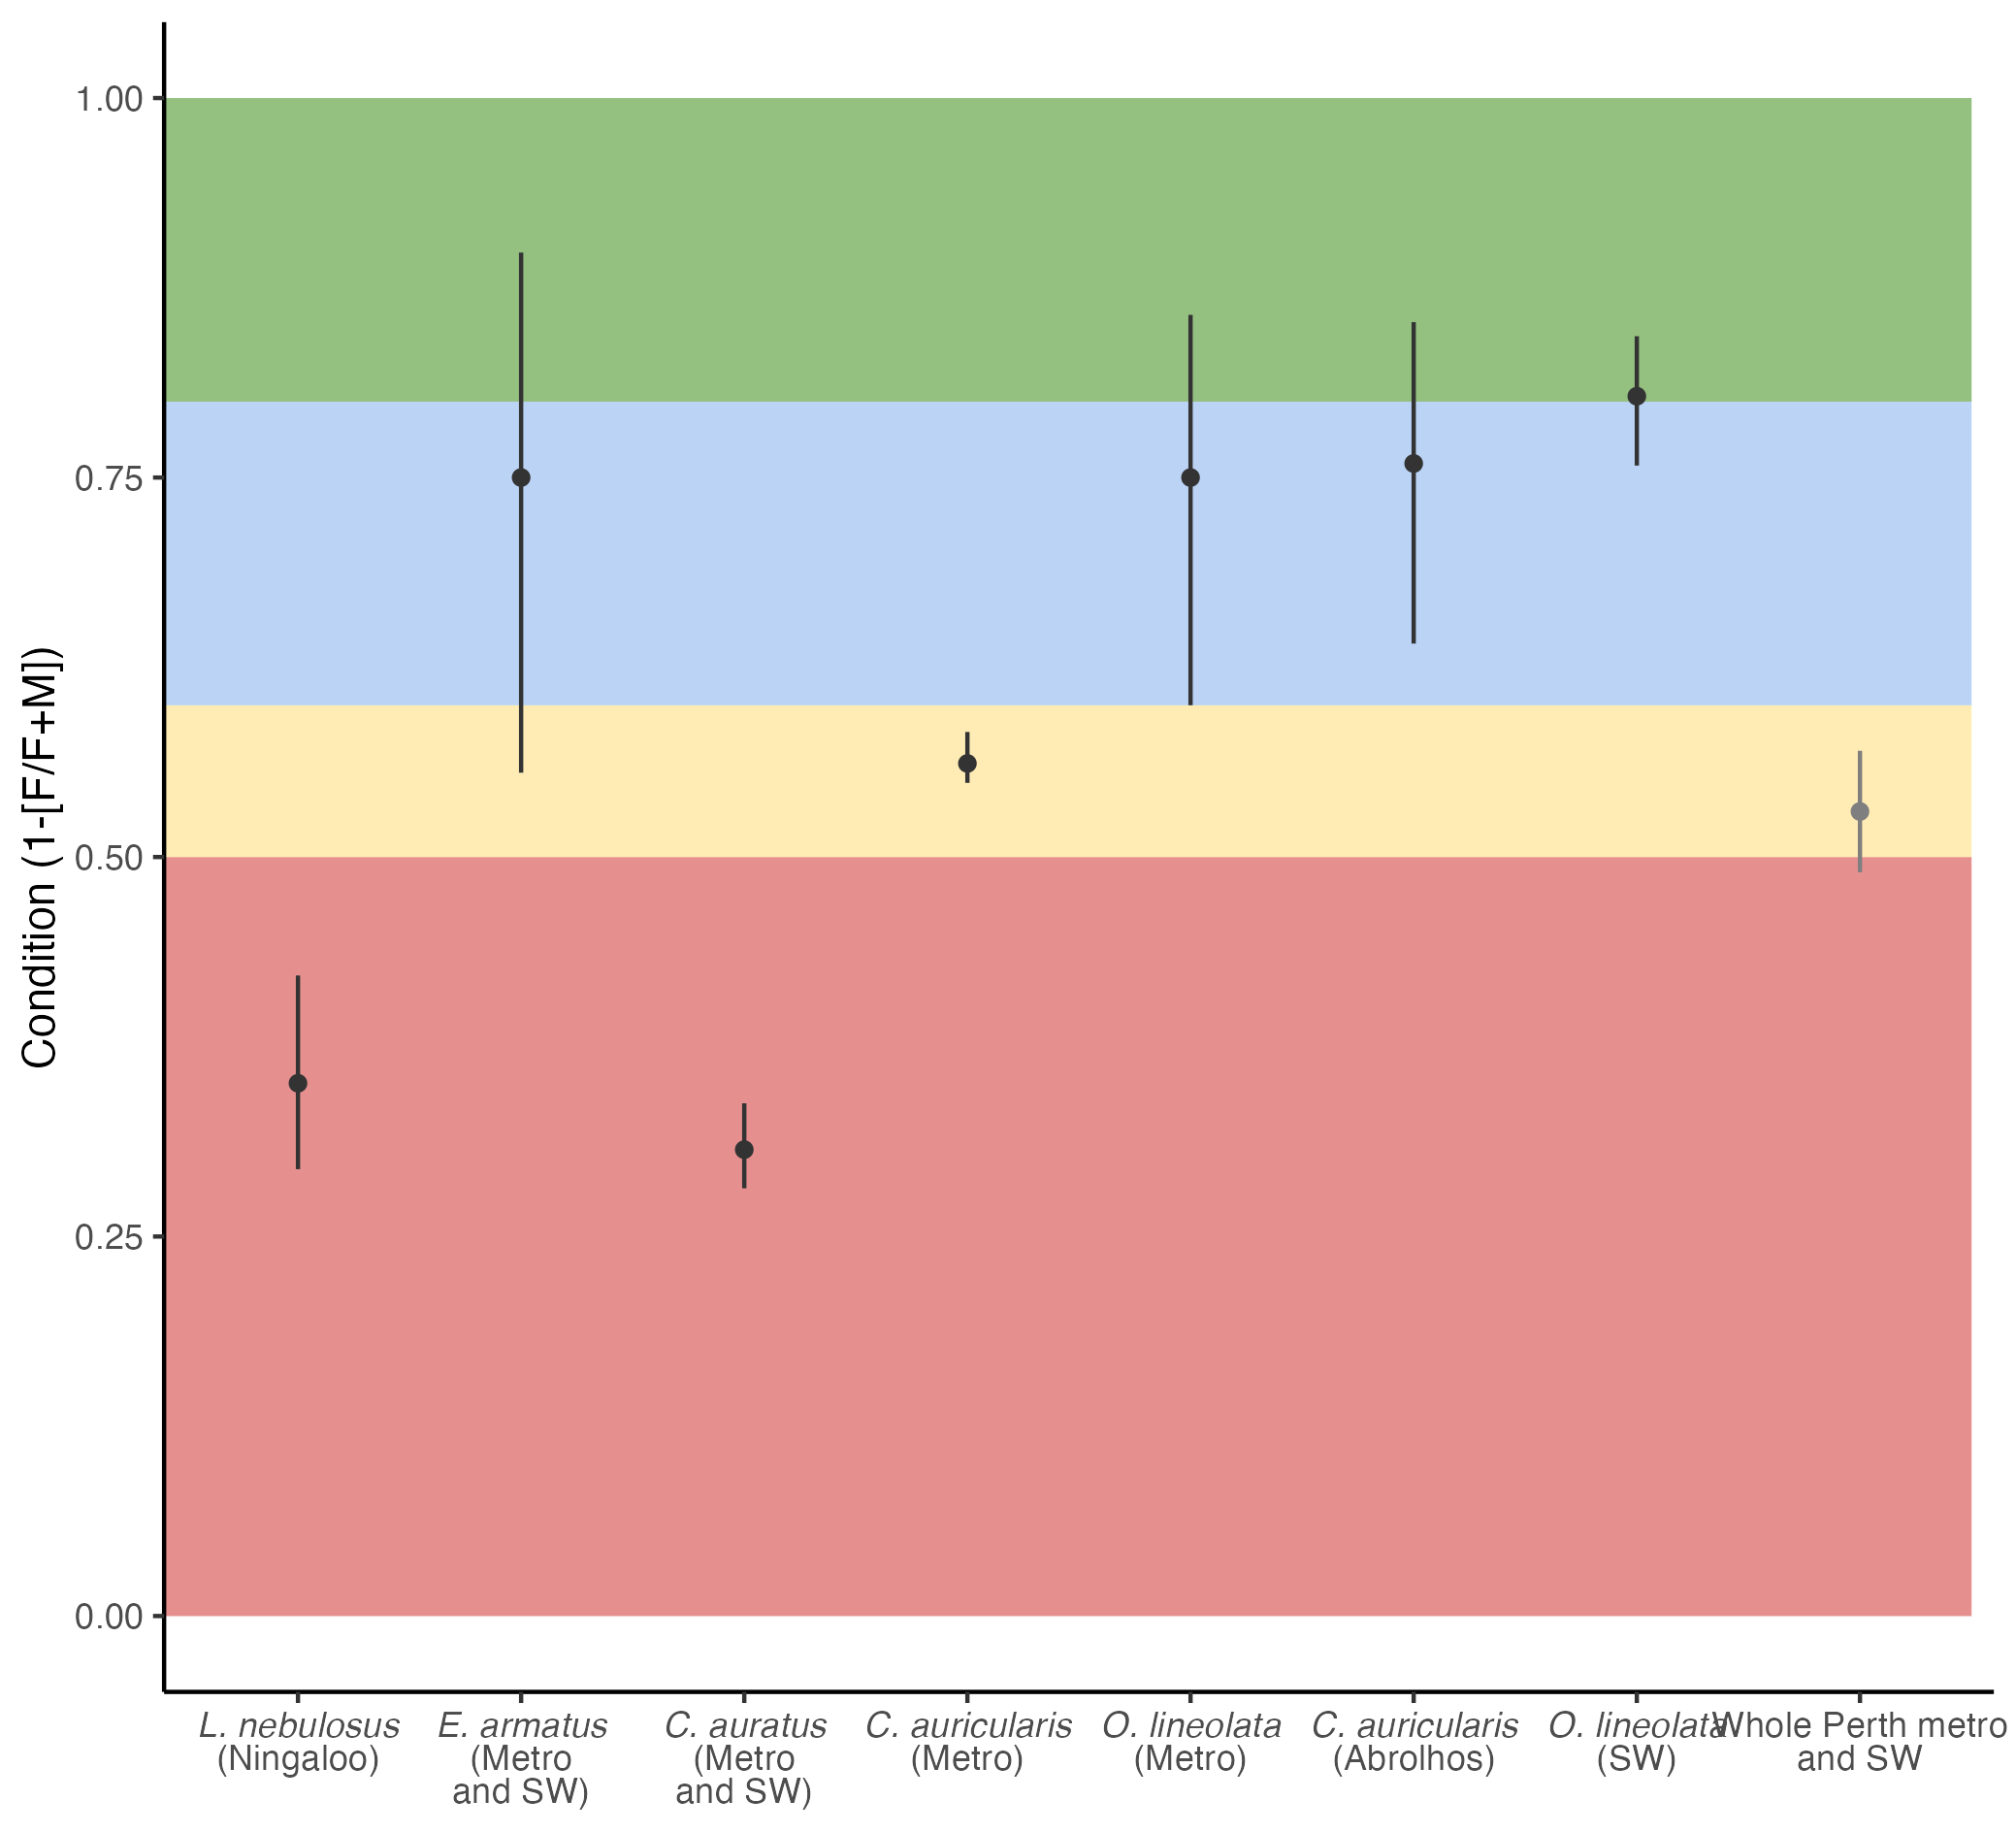 Condition (1-[F/F+M])
1.00
0.75
0.50
0.25
0.00
L. nebulosus
(Ningaloo)
E. armatus
(Metro
and SW)
C. auratus
(Metro
and SW)
C. auricularis
(Metro)
O. lineolata
(Metro)
C. auricularis
(Abrolhos)
O. lineolata
(SW)
Whole Perth metro
and SW